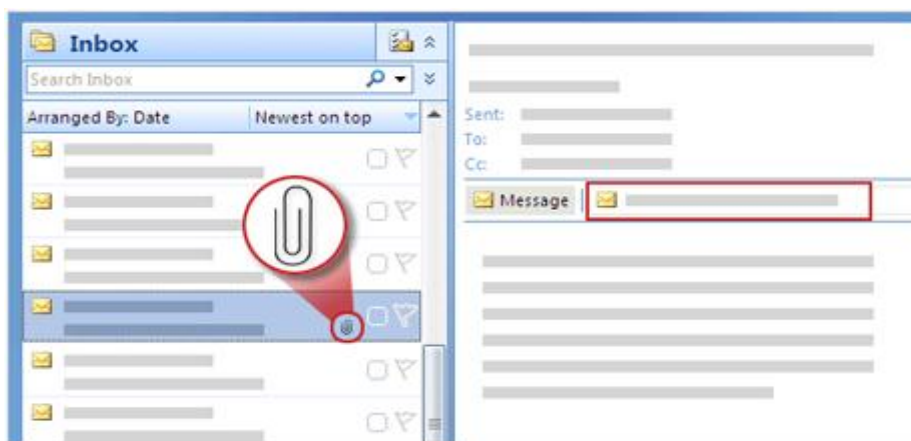 Inbox
Search Inbox
Arranged By: Date Newest on top
Sent:
To:
Cc:
Message